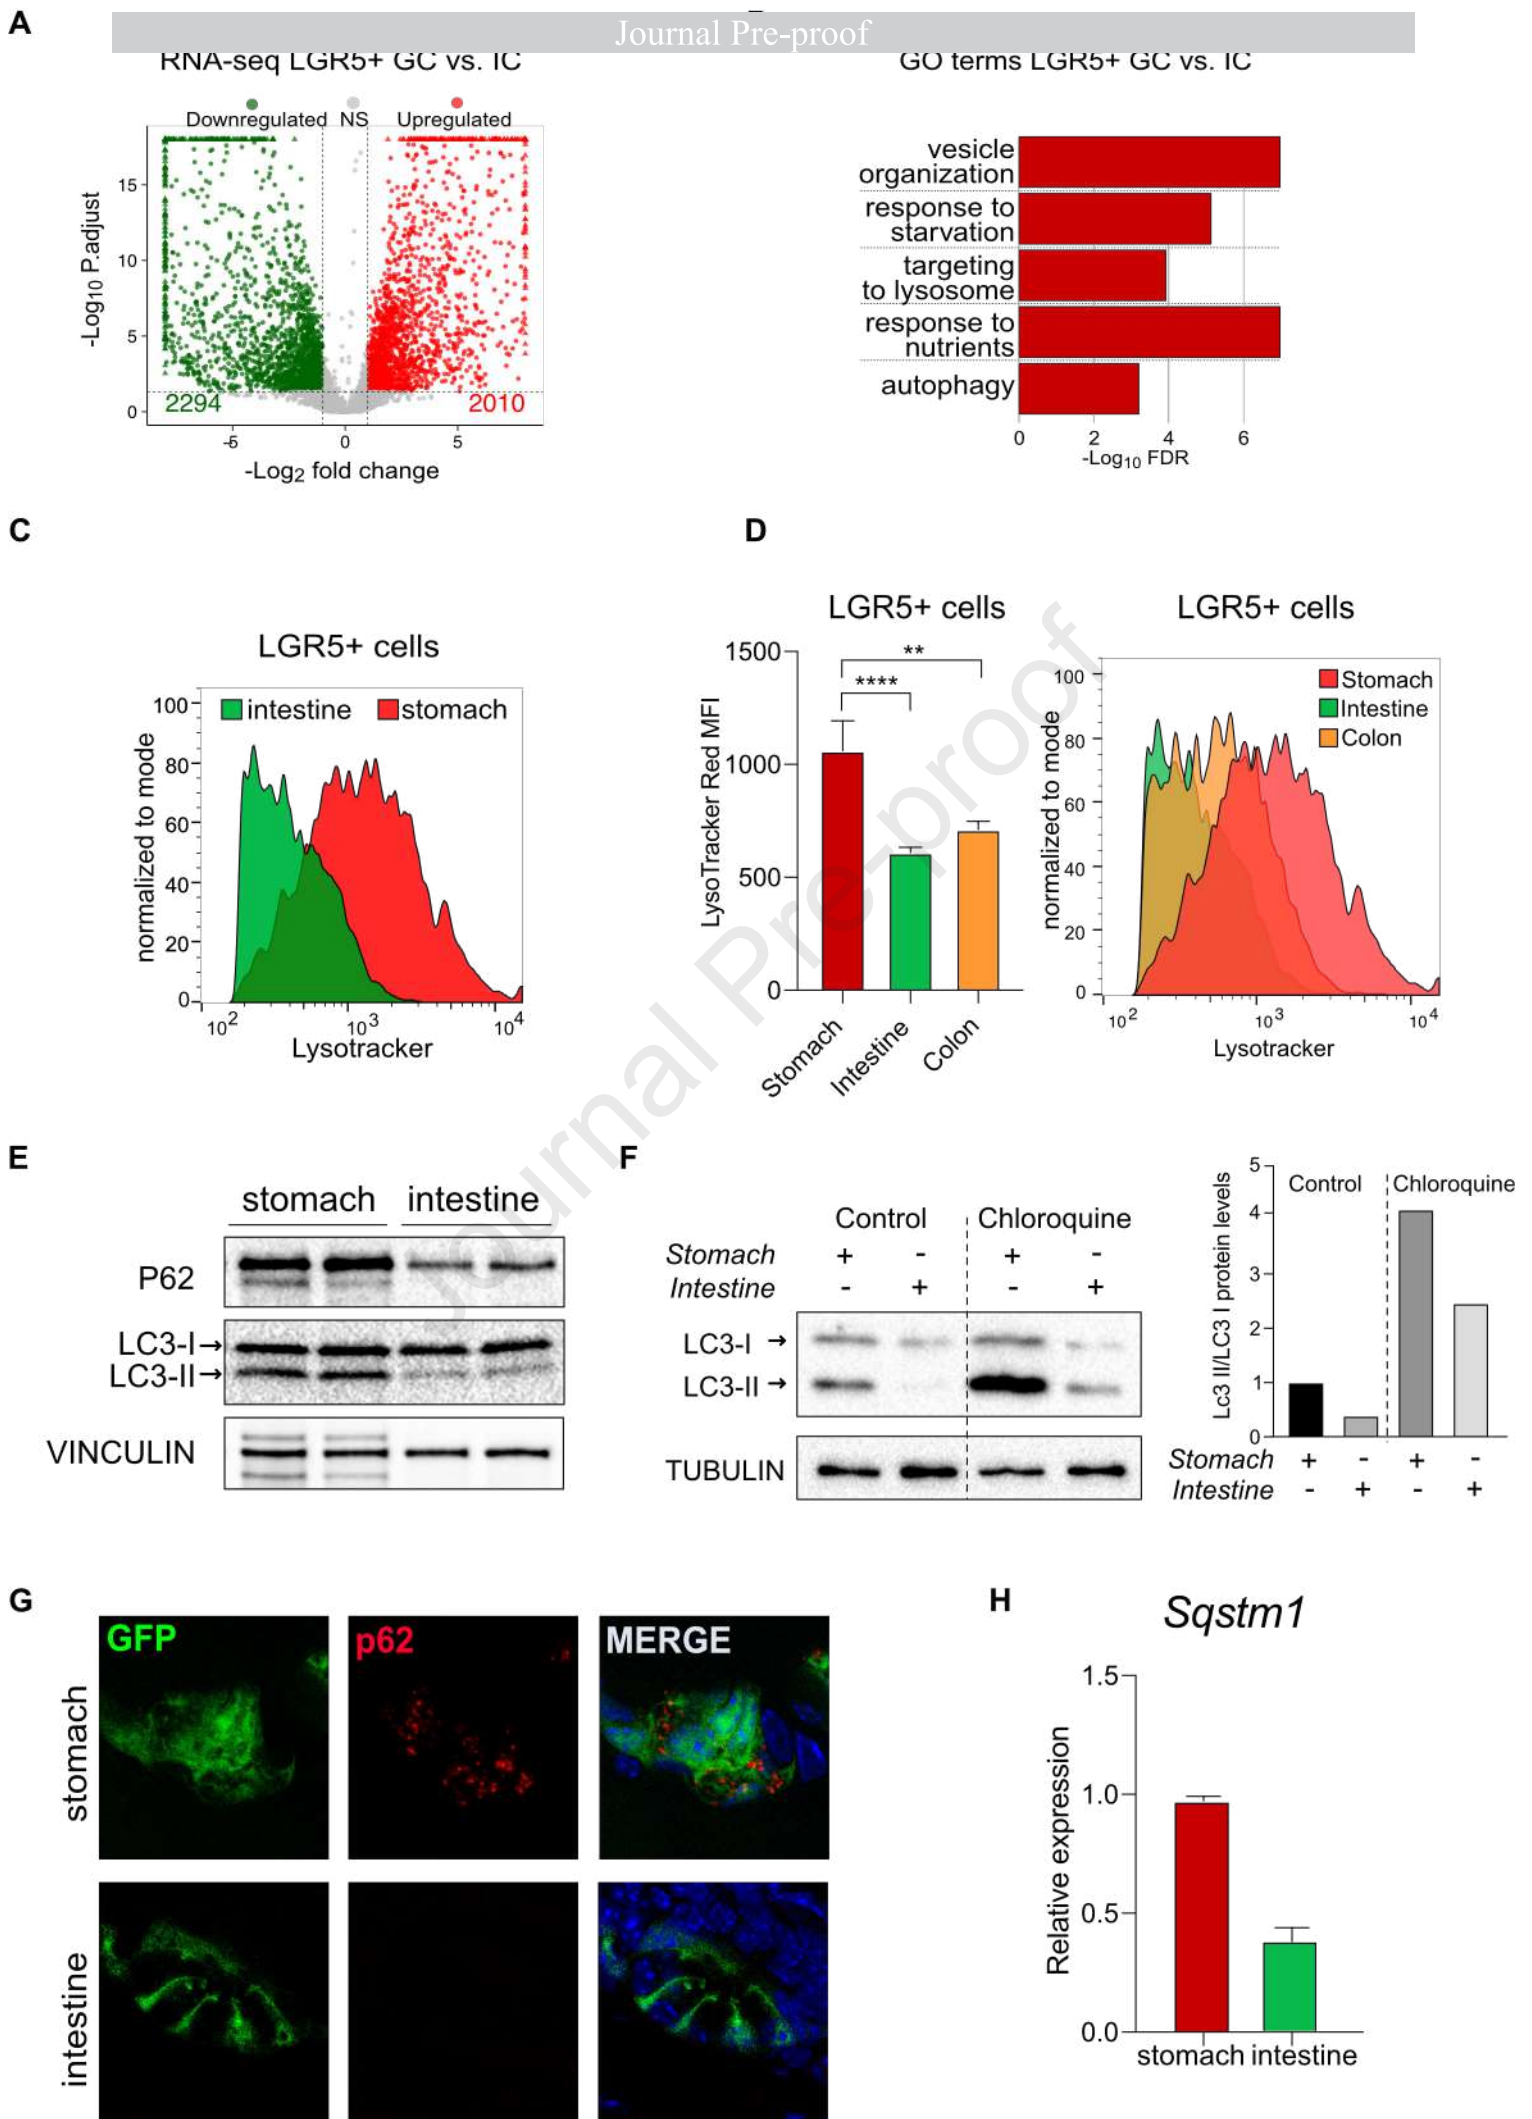 A
Journal Pre-proof
RNA-seq LGR5+ GC vs. IC
Downregulated NS Upregulated
-Log10 P.adjust
15
10
5
0
2294
2010
-5 0 5
-Log2 fold change
GO terms LGR5+ GC vs. IC
vesicle
organization
response to
starvation
targeting
to lysosome
response to
nutrients
autophagy
0 2 4 6
-Log10 FDR
C
LGR5+ cells
intestine stomach
normalized to mode
100
80
60
40
20
0
10^2 10^3 10^4
Lysotracker
D
LGR5+ cells
LysoTracker Red MFI
1500
1000
500
0
**
****
Stomach
Intestine
Colon
LGR5+ cells
Stomach
Intestine
Colon
normalized to mode
100
80
60
40
20
0
10^2 10^3 10^4
Lysotracker
Journal Pre-proof
E
stomach intestine
P62
LC3-I→
LC3-II→
VINCULIN
F
Control Chloroquine
Stomach + - + -
Intestine - + - +
LC3-I →
LC3-II →
TUBULIN
Lc3 II/LC3 I protein levels
5
4
3
2
1
0
Control Chloroquine
Stomach + - + -
Intestine - + - +
G
GFP p62 MERGE
stomach
intestine
H
Sqstm1
Relative expression
1.5
1.0
0.5
0.0
stomach intestine